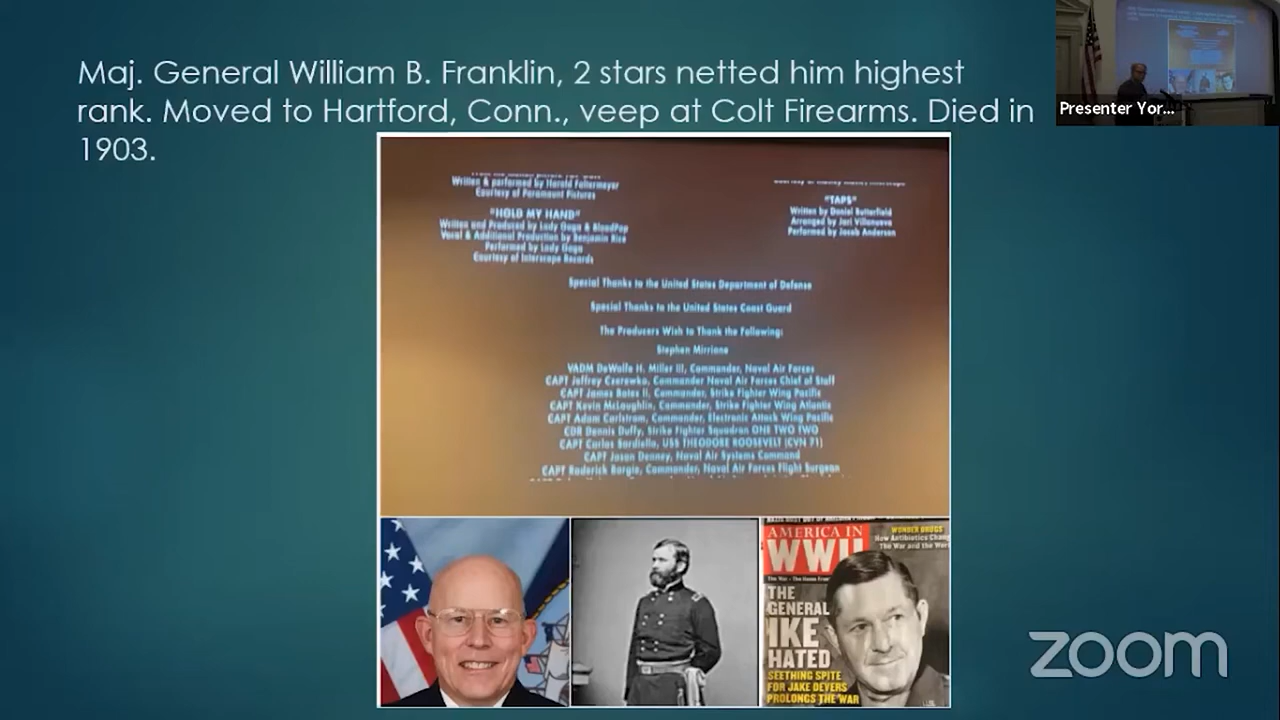 Maj. General William B. Franklin, 2 stars netted him highest
rank. Moved to Hartford, Conn., veep at Colt Firearms. Died in
1903.
Presenter Yor...
Written & performed by Harold Faltermeyer
Courtesy of Paramount Pictures
"HOLD MY HAND"
Written and Produced by Lady Gaga & BloodPop
Vocal & Additional Production by Benjamin Rice
Performed by Lady Gaga
Courtesy of Interscope Records
"TAPS"
Written by Daniel Butterfield
Arranged by Jari Villanueva
Performed by Jacob Anderson
Special Thanks to the United States Department of Defense
Special Thanks to the United States Coast Guard
The Producers Wish to Thank the Following:
Stephen Mirrione
VADM DeWolfe H. Miller III, Commander, Naval Air Forces
CAPT Jeffrey Czerewko, Commander Naval Air Forces Chief of Staff
CAPT James Bates II, Commander, Strike Fighter Wing Pacific
CAPT Kevin McLaughlin, Commander, Strike Fighter Wing Atlantic
CAPT Adam Carlstrom, Commander, Electronic Attack Wing Pacific
CDR Dennis Duffy, Strike Fighter Squadron ONE TWO TWO
CAPT Carlos Sardiello, USS THEODORE ROOSEVELT (CVN 71)
CAPT Jason Denney, Naval Air Systems Command
CAPT Roderick Borgie, Commander, Naval Air Forces Flight Surgeon
AMERICA IN
WWII
The War • The Home Front
WONDER DRUGS
How Antibiotics Chang
The War and the Worl
THE
GENERAL
IKE
HATED
SEETHING SPITE
FOR JAKE DEVERS
PROLONGS THE WAR
zoom